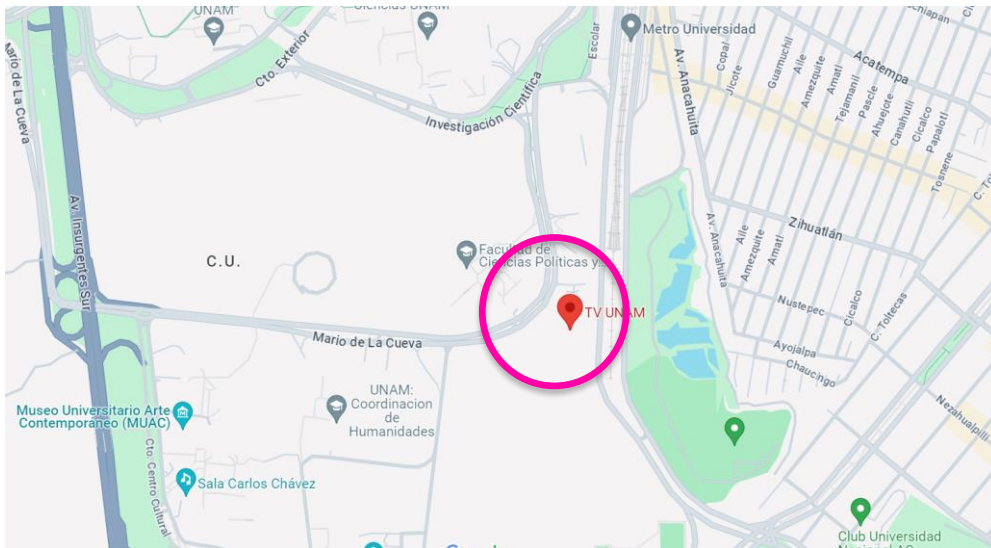 UNAM
Ciencias UNAM
Metro Universidad
Mario de La Cueva
Cto. Exterior
Escolar
Investigación Científica
Av. Anacahuita
Copal
Jicote
Guamuchil
Aile
Amezquite
Amatl
Tejamanil
Pascle
Ahuejote
Canahutli
Cicalco
Papalotl
Acatempa
Tosnene
Av. Insurgentes Sur
C.U.
Facultad de
Ciencias Políticas y
TV UNAM
Av. Anacahuita
Aile
Amezquite
Amatl
Zihuatlán
Nustepec
Cicalco
C. Toltecas
Ayojalpa
Chaucingo
Nezahualpilli
Mario de La Cueva
UNAM:
Coordinacion
de
Humanidades
Museo Universitario Arte
Contemporáneo (MUAC)
Cto. Centro Cultural
Sala Carlos Chávez
Club Universidad